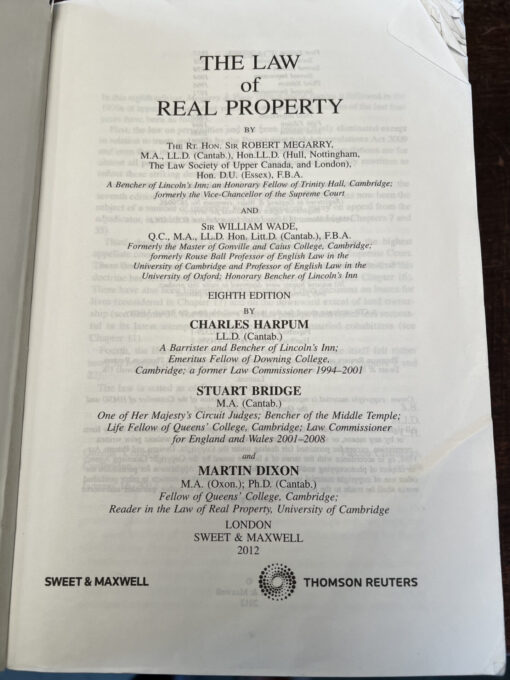 THE LAW
of
REAL PROPERTY
BY
THE RT. HON. SIR ROBERT MEGARRY,
M.A., LL.D. (Cantab.), Hon.LL.D. (Hull, Nottingham,
The Law Society of Upper Canada, and London),
Hon. D.U. (Essex), F.B.A.
A Bencher of Lincoln's Inn; an Honorary Fellow of Trinity Hall, Cambridge;
formerly the Vice-Chancellor of the Supreme Court
AND
SIR WILLIAM WADE,
Q.C., M.A., LL.D. Hon. Litt.D. (Cantab.), F.B.A.
Formerly the Master of Gonville and Caius College, Cambridge;
formerly Rouse Ball Professor of English Law in the
University of Cambridge and Professor of English Law in the
University of Oxford; Honorary Bencher of Lincoln's Inn
EIGHTH EDITION
BY
CHARLES HARPUM
LL.D. (Cantab.)
A Barrister and Bencher of Lincoln's Inn;
Emeritus Fellow of Downing College,
Cambridge; a former Law Commissioner 1994–2001
STUART BRIDGE
M.A. (Cantab.)
One of Her Majesty's Circuit Judges; Bencher of the Middle Temple;
Life Fellow of Queens' College, Cambridge; Law Commissioner
for England and Wales 2001–2008
and
MARTIN DIXON
M.A. (Oxon.); Ph.D. (Cantab.)
Fellow of Queens' College, Cambridge;
Reader in the Law of Real Property, University of Cambridge
LONDON
SWEET & MAXWELL
2012
SWEET & MAXWELL THOMSON REUTERS